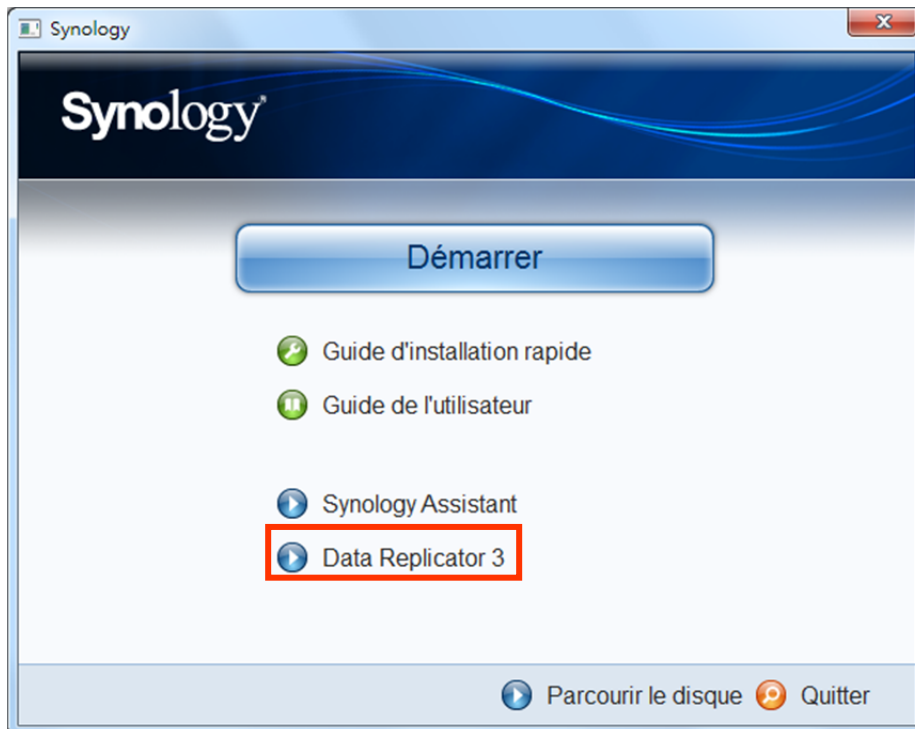 Synology
Synology
Démarrer
Guide d'installation rapide
Guide de l'utilisateur
Synology Assistant
Data Replicator 3
Parcourir le disque Quitter